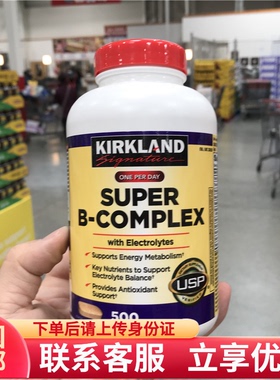 KIRKLAND
Signature
ONE PER DAY
SUPER
B-COMPLEX
with Electrolytes
Supports Energy Metabolism†
Key Nutrients to Support
Electrolyte Balance†
Provides Antioxidant
Support†
USP
500
下单后请上传身份证
联系客服 立享优